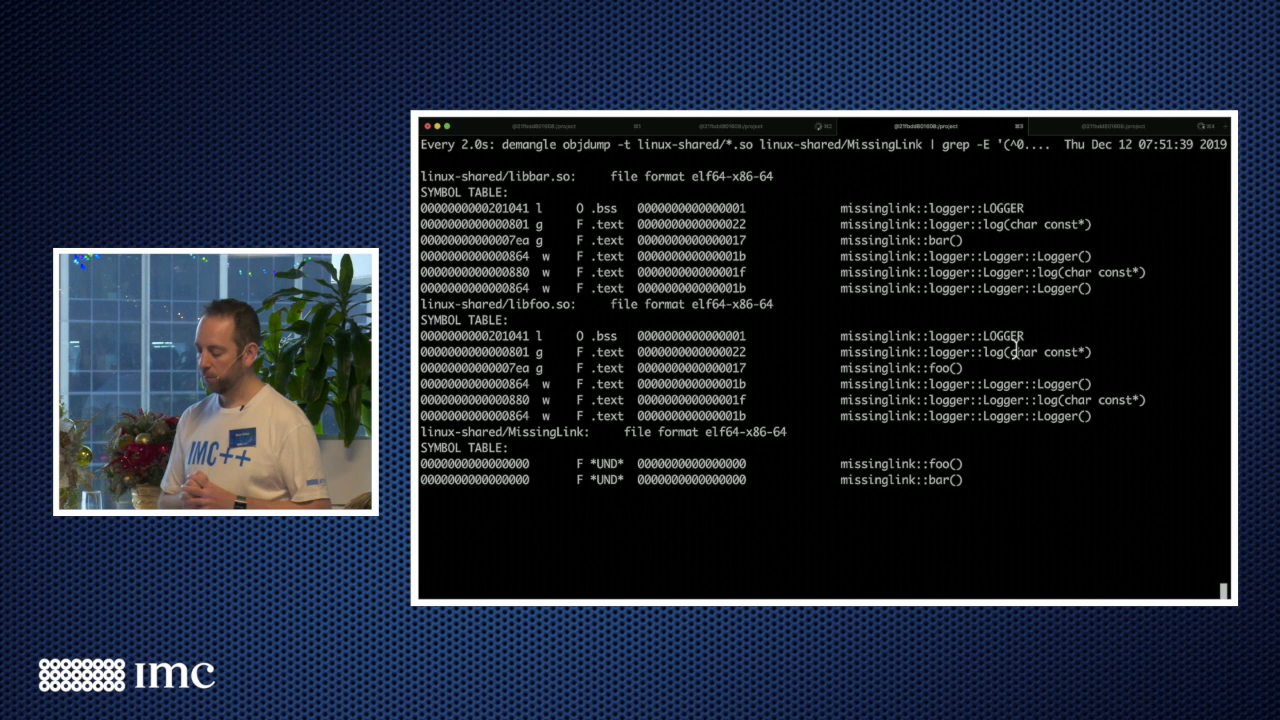 Every 2.0s: demangle objdump -t linux-shared/*.so linux-shared/MissingLink | grep -E '(^0.... Thu Dec 12 07:51:39 2019
linux-shared/libbar.so: file format elf64-x86-64
SYMBOL TABLE:
0000000000201041 l O .bss 0000000000000001 missinglink::logger::LOGGER
0000000000000801 g F .text 0000000000000022 missinglink::logger::log(char const*)
00000000000007ea g F .text 0000000000000017 missinglink::bar()
0000000000000864 w F .text 000000000000001b missinglink::logger::Logger::Logger()
0000000000000880 w F .text 000000000000001f missinglink::logger::Logger::log(char const*)
0000000000000864 w F .text 000000000000001b missinglink::logger::Logger::Logger()
linux-shared/libfoo.so: file format elf64-x86-64
SYMBOL TABLE:
0000000000201041 l O .bss 0000000000000001 missinglink::logger::LOGGER
0000000000000801 g F .text 0000000000000022 missinglink::logger::log(char const*)
00000000000007ea g F .text 0000000000000017 missinglink::foo()
0000000000000864 w F .text 000000000000001b missinglink::logger::Logger::Logger()
0000000000000880 w F .text 000000000000001f missinglink::logger::Logger::log(char const*)
0000000000000864 w F .text 000000000000001b missinglink::logger::Logger::Logger()
linux-shared/MissingLink: file format elf64-x86-64
SYMBOL TABLE:
0000000000000000 F *UND* 0000000000000000 missinglink::foo()
0000000000000000 F *UND* 0000000000000000 missinglink::bar()
IMC++
imc